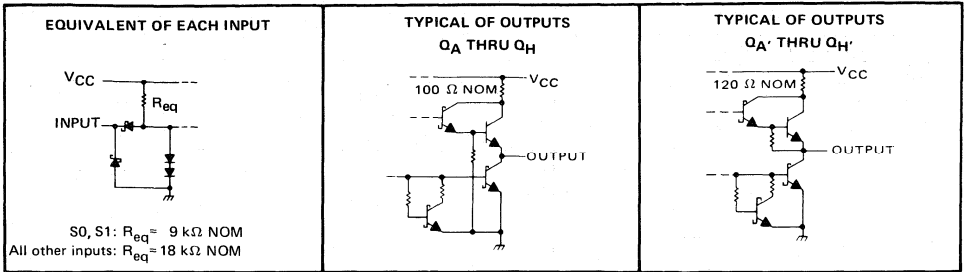 EQUIVALENT OF EACH INPUT
VCC
Req
INPUT
S0, S1: Req= 9 kΩ NOM
All other inputs: Req= 18 kΩ NOM
TYPICAL OF OUTPUTS
QA THRU QH
VCC
100 Ω NOM
OUTPUT
TYPICAL OF OUTPUTS
QA' THRU QH'
VCC
120 Ω NOM
OUTPUT